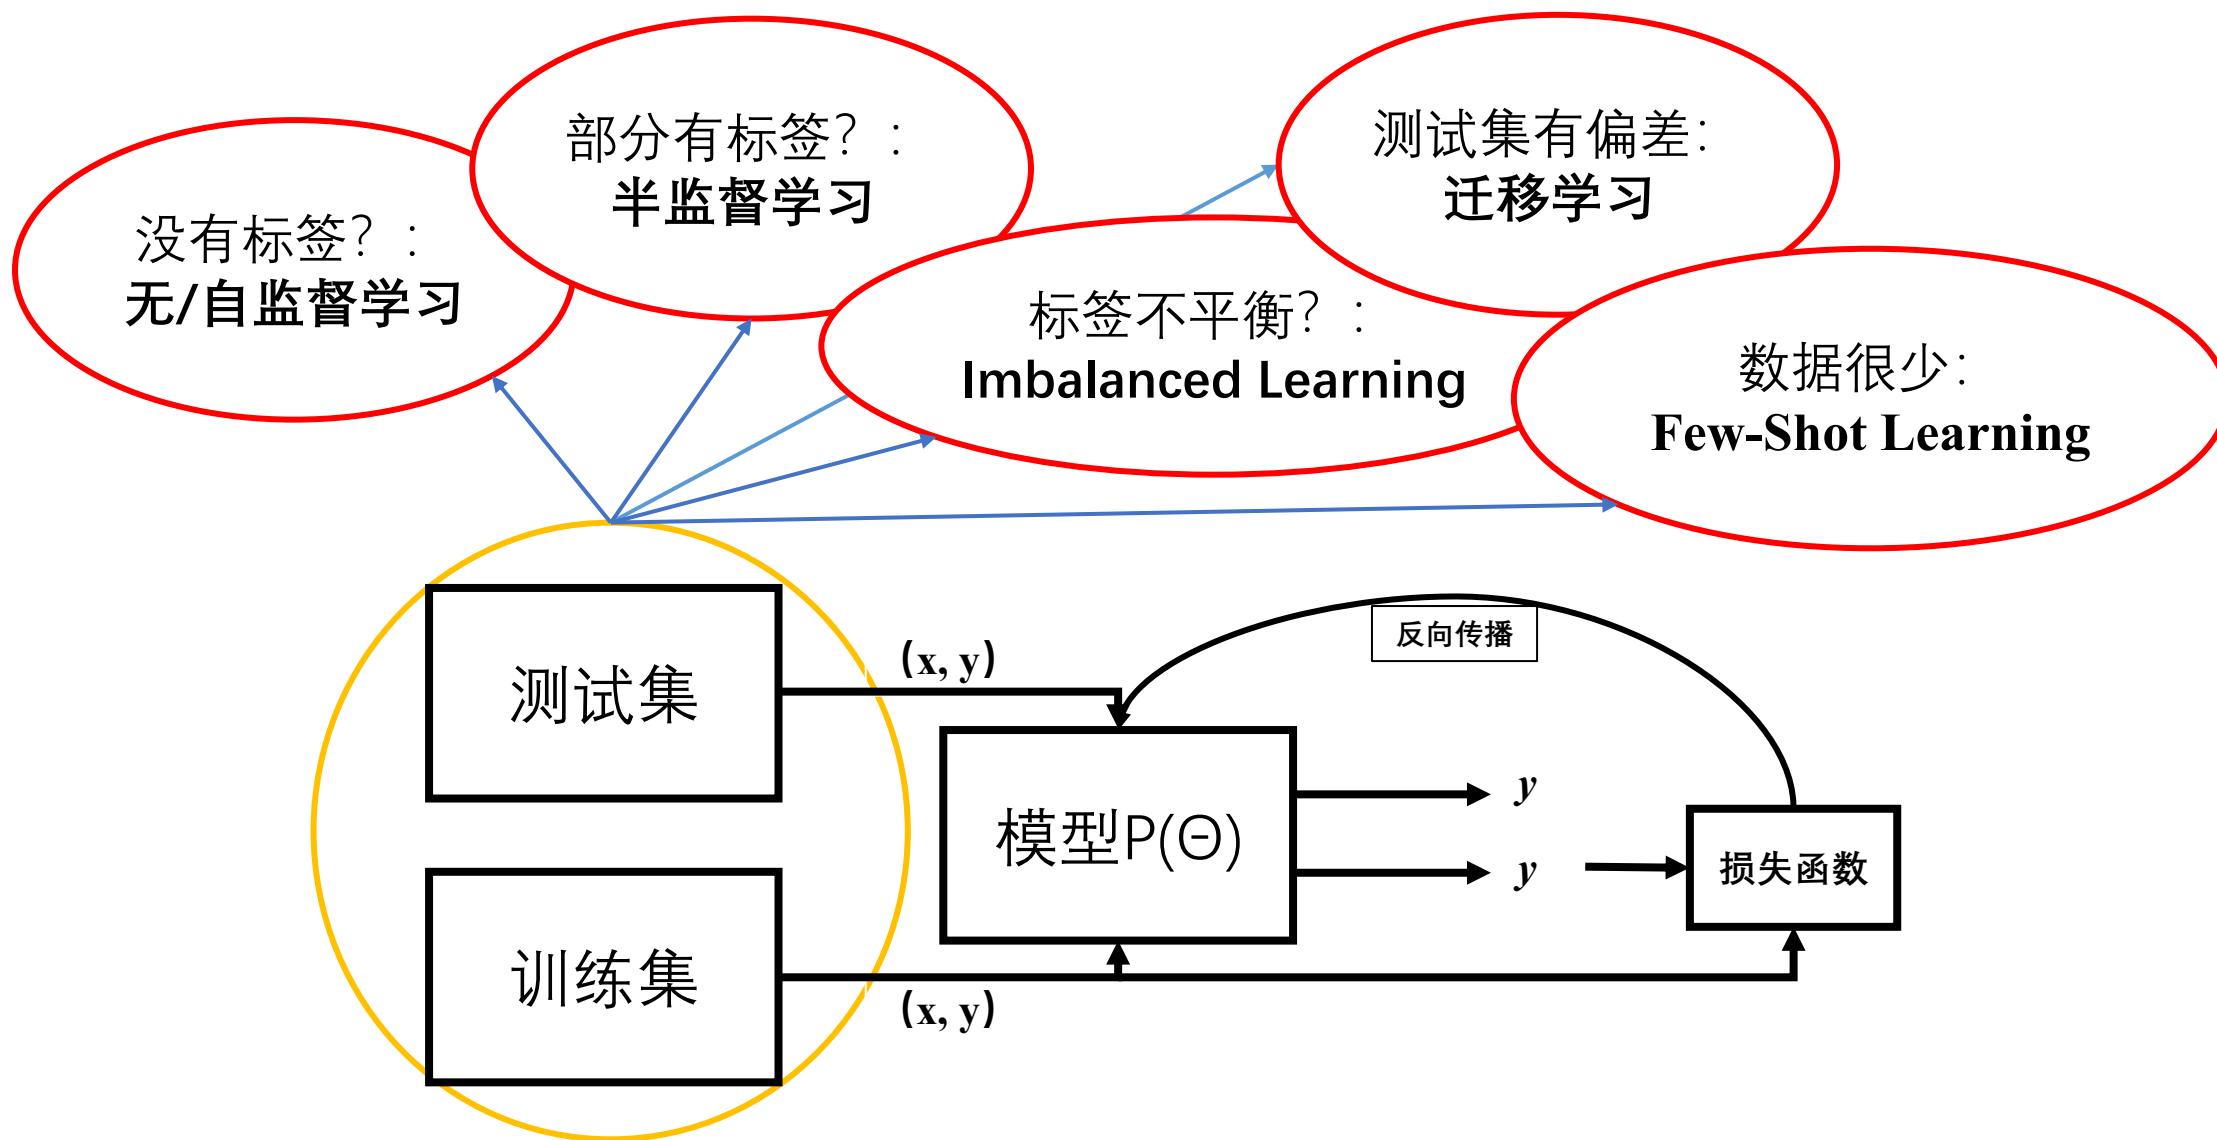 没有标签？：
无/自监督学习
部分有标签？：
半监督学习
标签不平衡？：
Imbalanced Learning
测试集有偏差：
迁移学习
数据很少：
Few-Shot Learning
测试集
(x, y)
反向传播
模型P(Θ)
y
y
损失函数
训练集
(x, y)